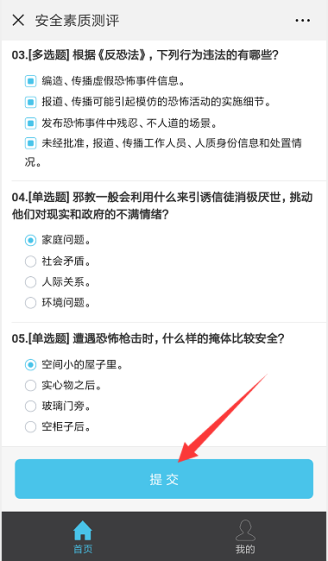 安全素质测评
03.[多选题] 根据《反恐法》，下列行为违法的有哪些?
编造、传播虚假恐怖事件信息。
报道、传播可能引起模仿的恐怖活动的实施细节。
发布恐怖事件中残忍、不人道的场景。
未经批准，报道、传播工作人员、人质身份信息和处置情
况。
04.[单选题] 邪教一般会利用什么来引诱信徒消极厌世，挑动
他们对现实和政府的不满情绪?
家庭问题。
社会矛盾。
人际关系。
环境问题。
05.[单选题] 遭遇恐怖枪击时，什么样的掩体比较安全?
空间小的屋子里。
实心物之后。
玻璃门旁。
空柜子后。
提 交
首页
我的